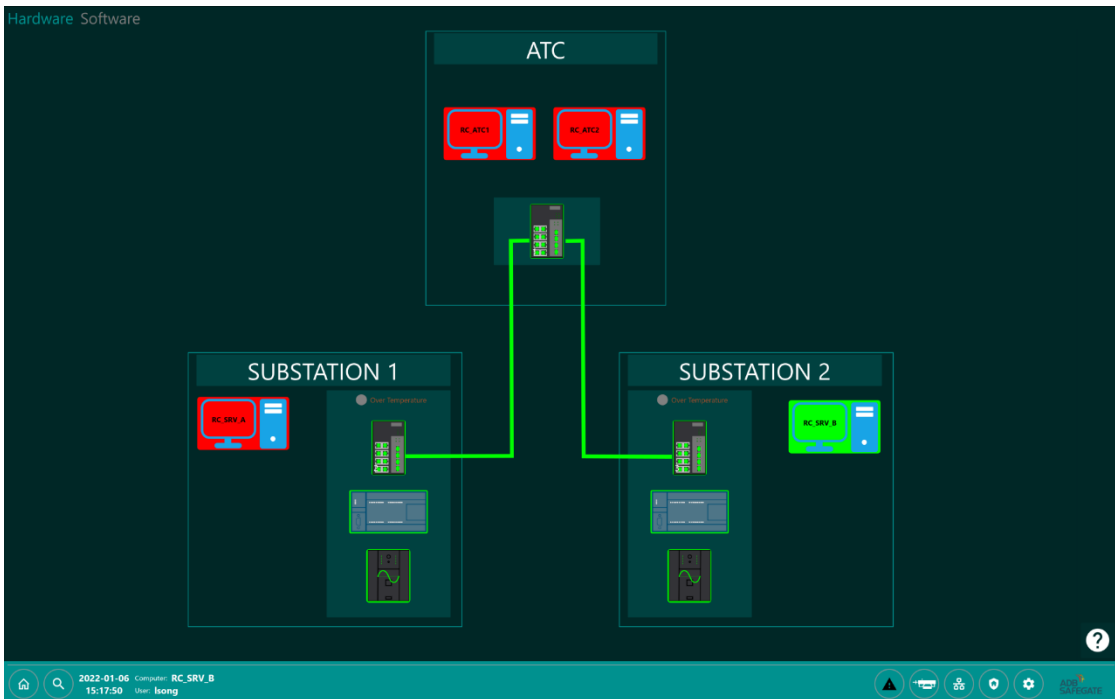 Hardware Software
ATC
RC_ATC1 RC_ATC2
SUBSTATION 1
SUBSTATION 2
RC_SRV_A
Over Temperature
Over Temperature
RC_SRV_B
?
2022-01-06 Computer: RC_SRV_B
15:17:50 User: lsong
ADB
SAFEGATE